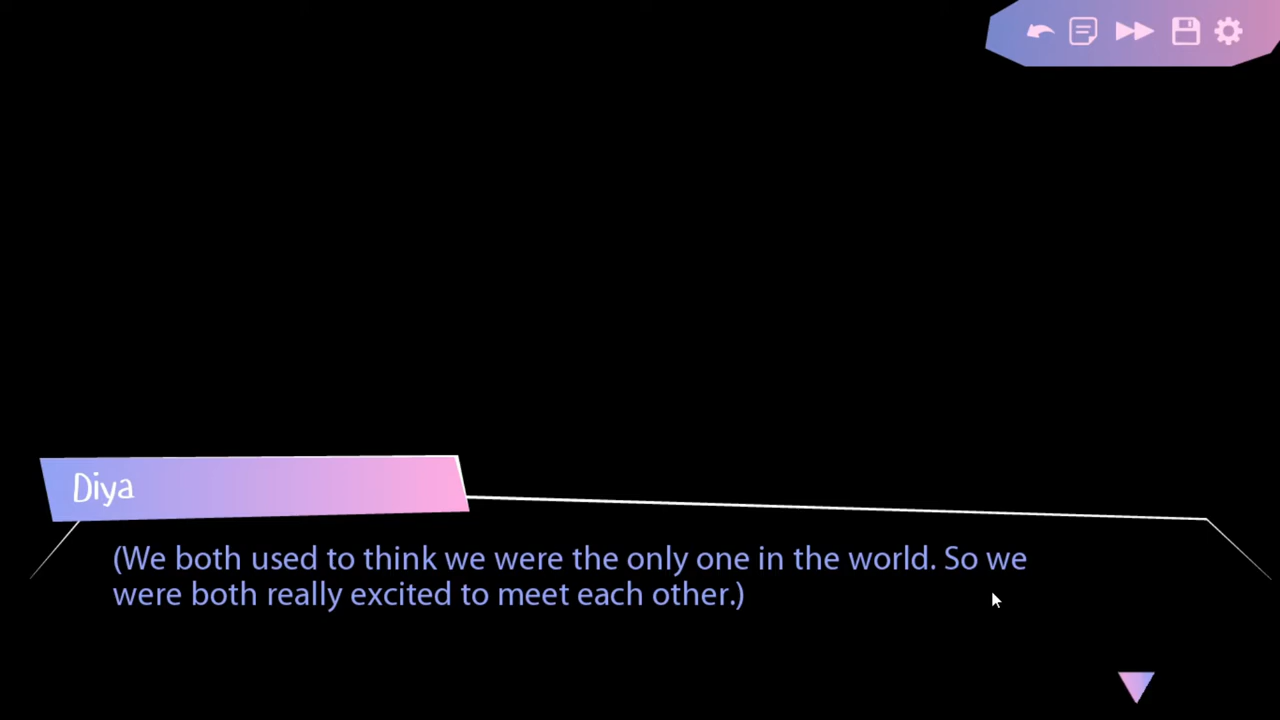 Diya
(We both used to think we were the only one in the world. So we
were both really excited to meet each other.)